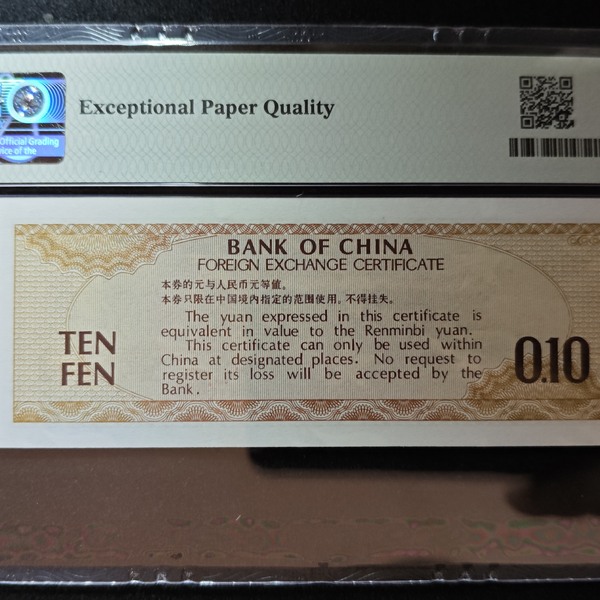 Exceptional Paper Quality
Official Grading
vice of the
BANK OF CHINA
FOREIGN EXCHANGE CERTIFICATE
本券的元与人民币元等值。
本券只限在中国境内指定的范围使用，不得挂失。
The yuan expressed in this certificate is
equivalent in value to the Renminbi yuan.
This certificate can only be used within
China at designated places. No request to
register its loss will be accepted by the
Bank.
TEN
FEN
0.10